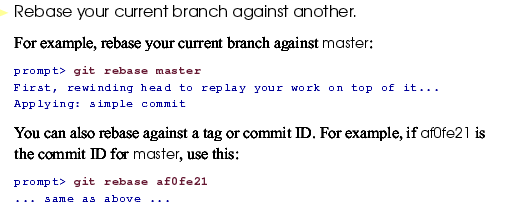 Rebase your current branch against another.
For example, rebase your current branch against master:
prompt> git rebase master
First, rewinding head to replay your work on top of it...
Applying: simple commit
You can also rebase against a tag or commit ID. For example, if af0fe21 is
the commit ID for master, use this:
prompt> git rebase af0fe21
... same as above ...